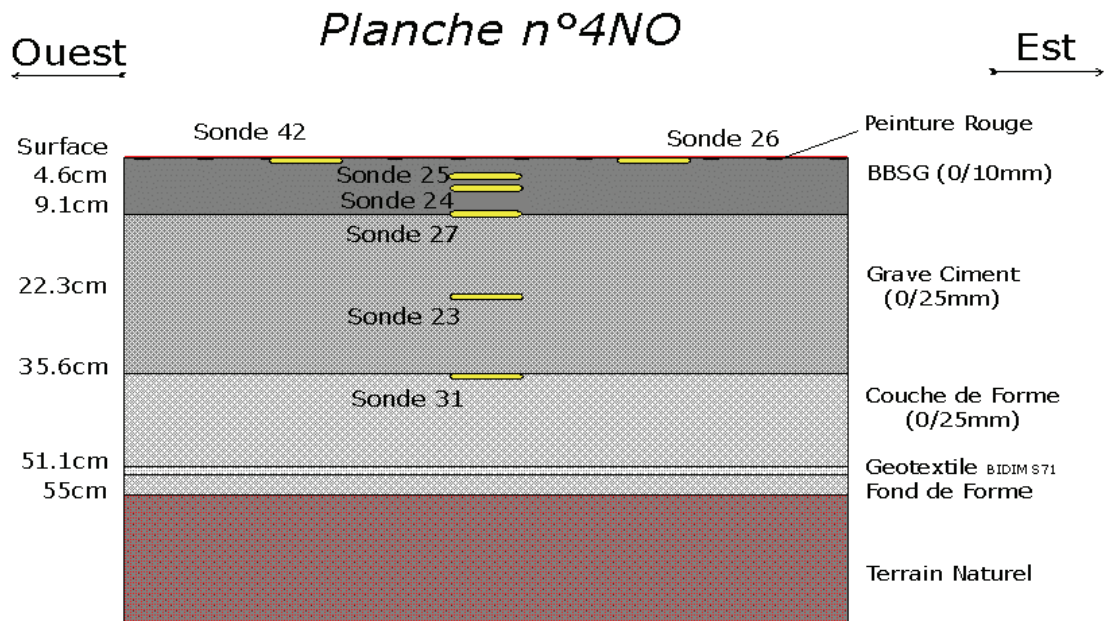 Planche n°4NO
Ouest
Est
Sonde 42
Sonde 26
Peinture Rouge
Surface
4.6cm
Sonde 25
BBSG (0/10mm)
9.1cm
Sonde 24
Sonde 27
22.3cm
Grave Ciment
(0/25mm)
Sonde 23
35.6cm
Sonde 31
Couche de Forme
(0/25mm)
51.1cm
Geotextile BIDIM S71
55cm
Fond de Forme
Terrain Naturel